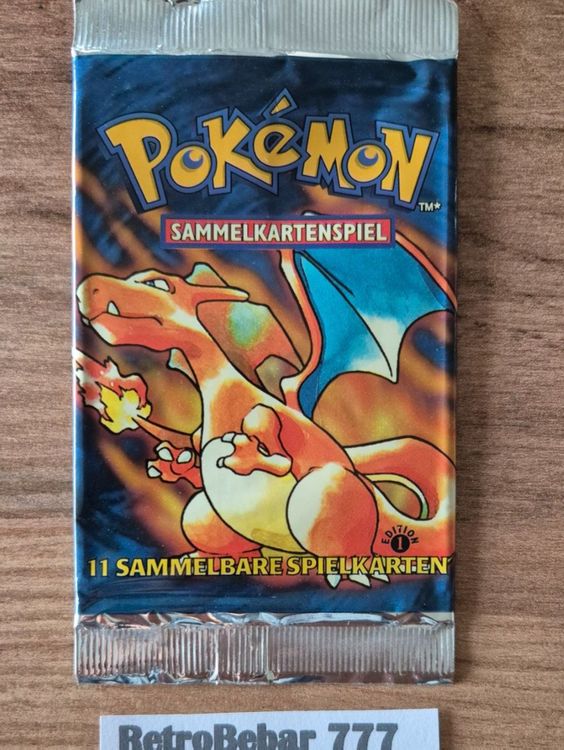 POKéMON
TM*
SAMMELKARTENSPIEL
EDITION
1
11 SAMMELBARE SPIELKARTEN
RetroBebar 777